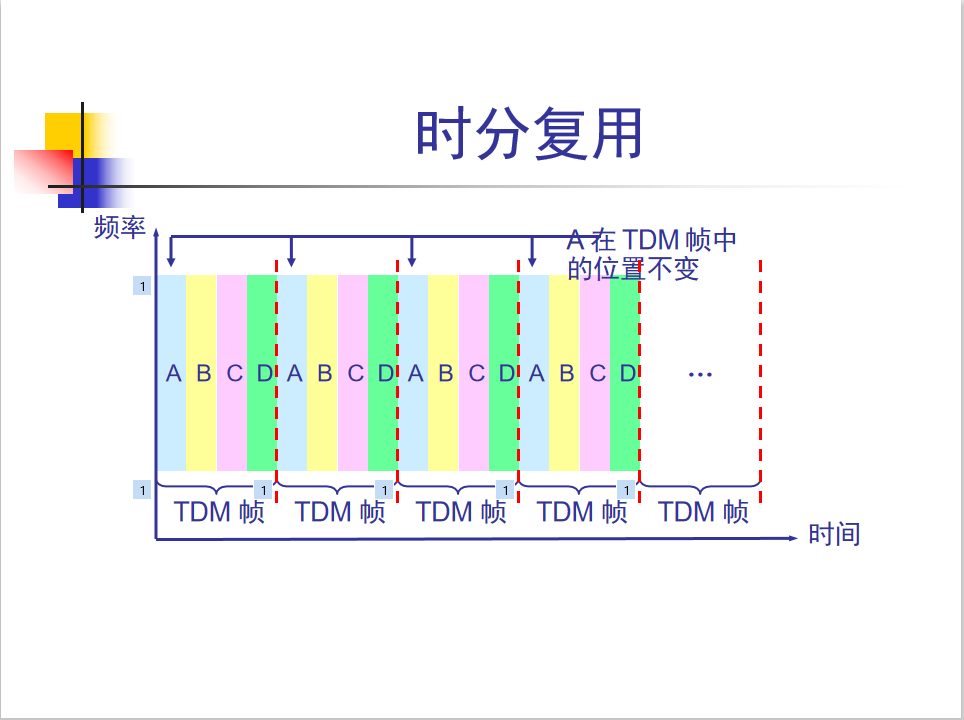 时分复用
频率
A 在 TDM 帧中
的位置不变
1
A B C D A B C D A B C D A B C D …
1 1 1 1 1
TDM 帧 TDM 帧 TDM 帧 TDM 帧 TDM 帧
时间